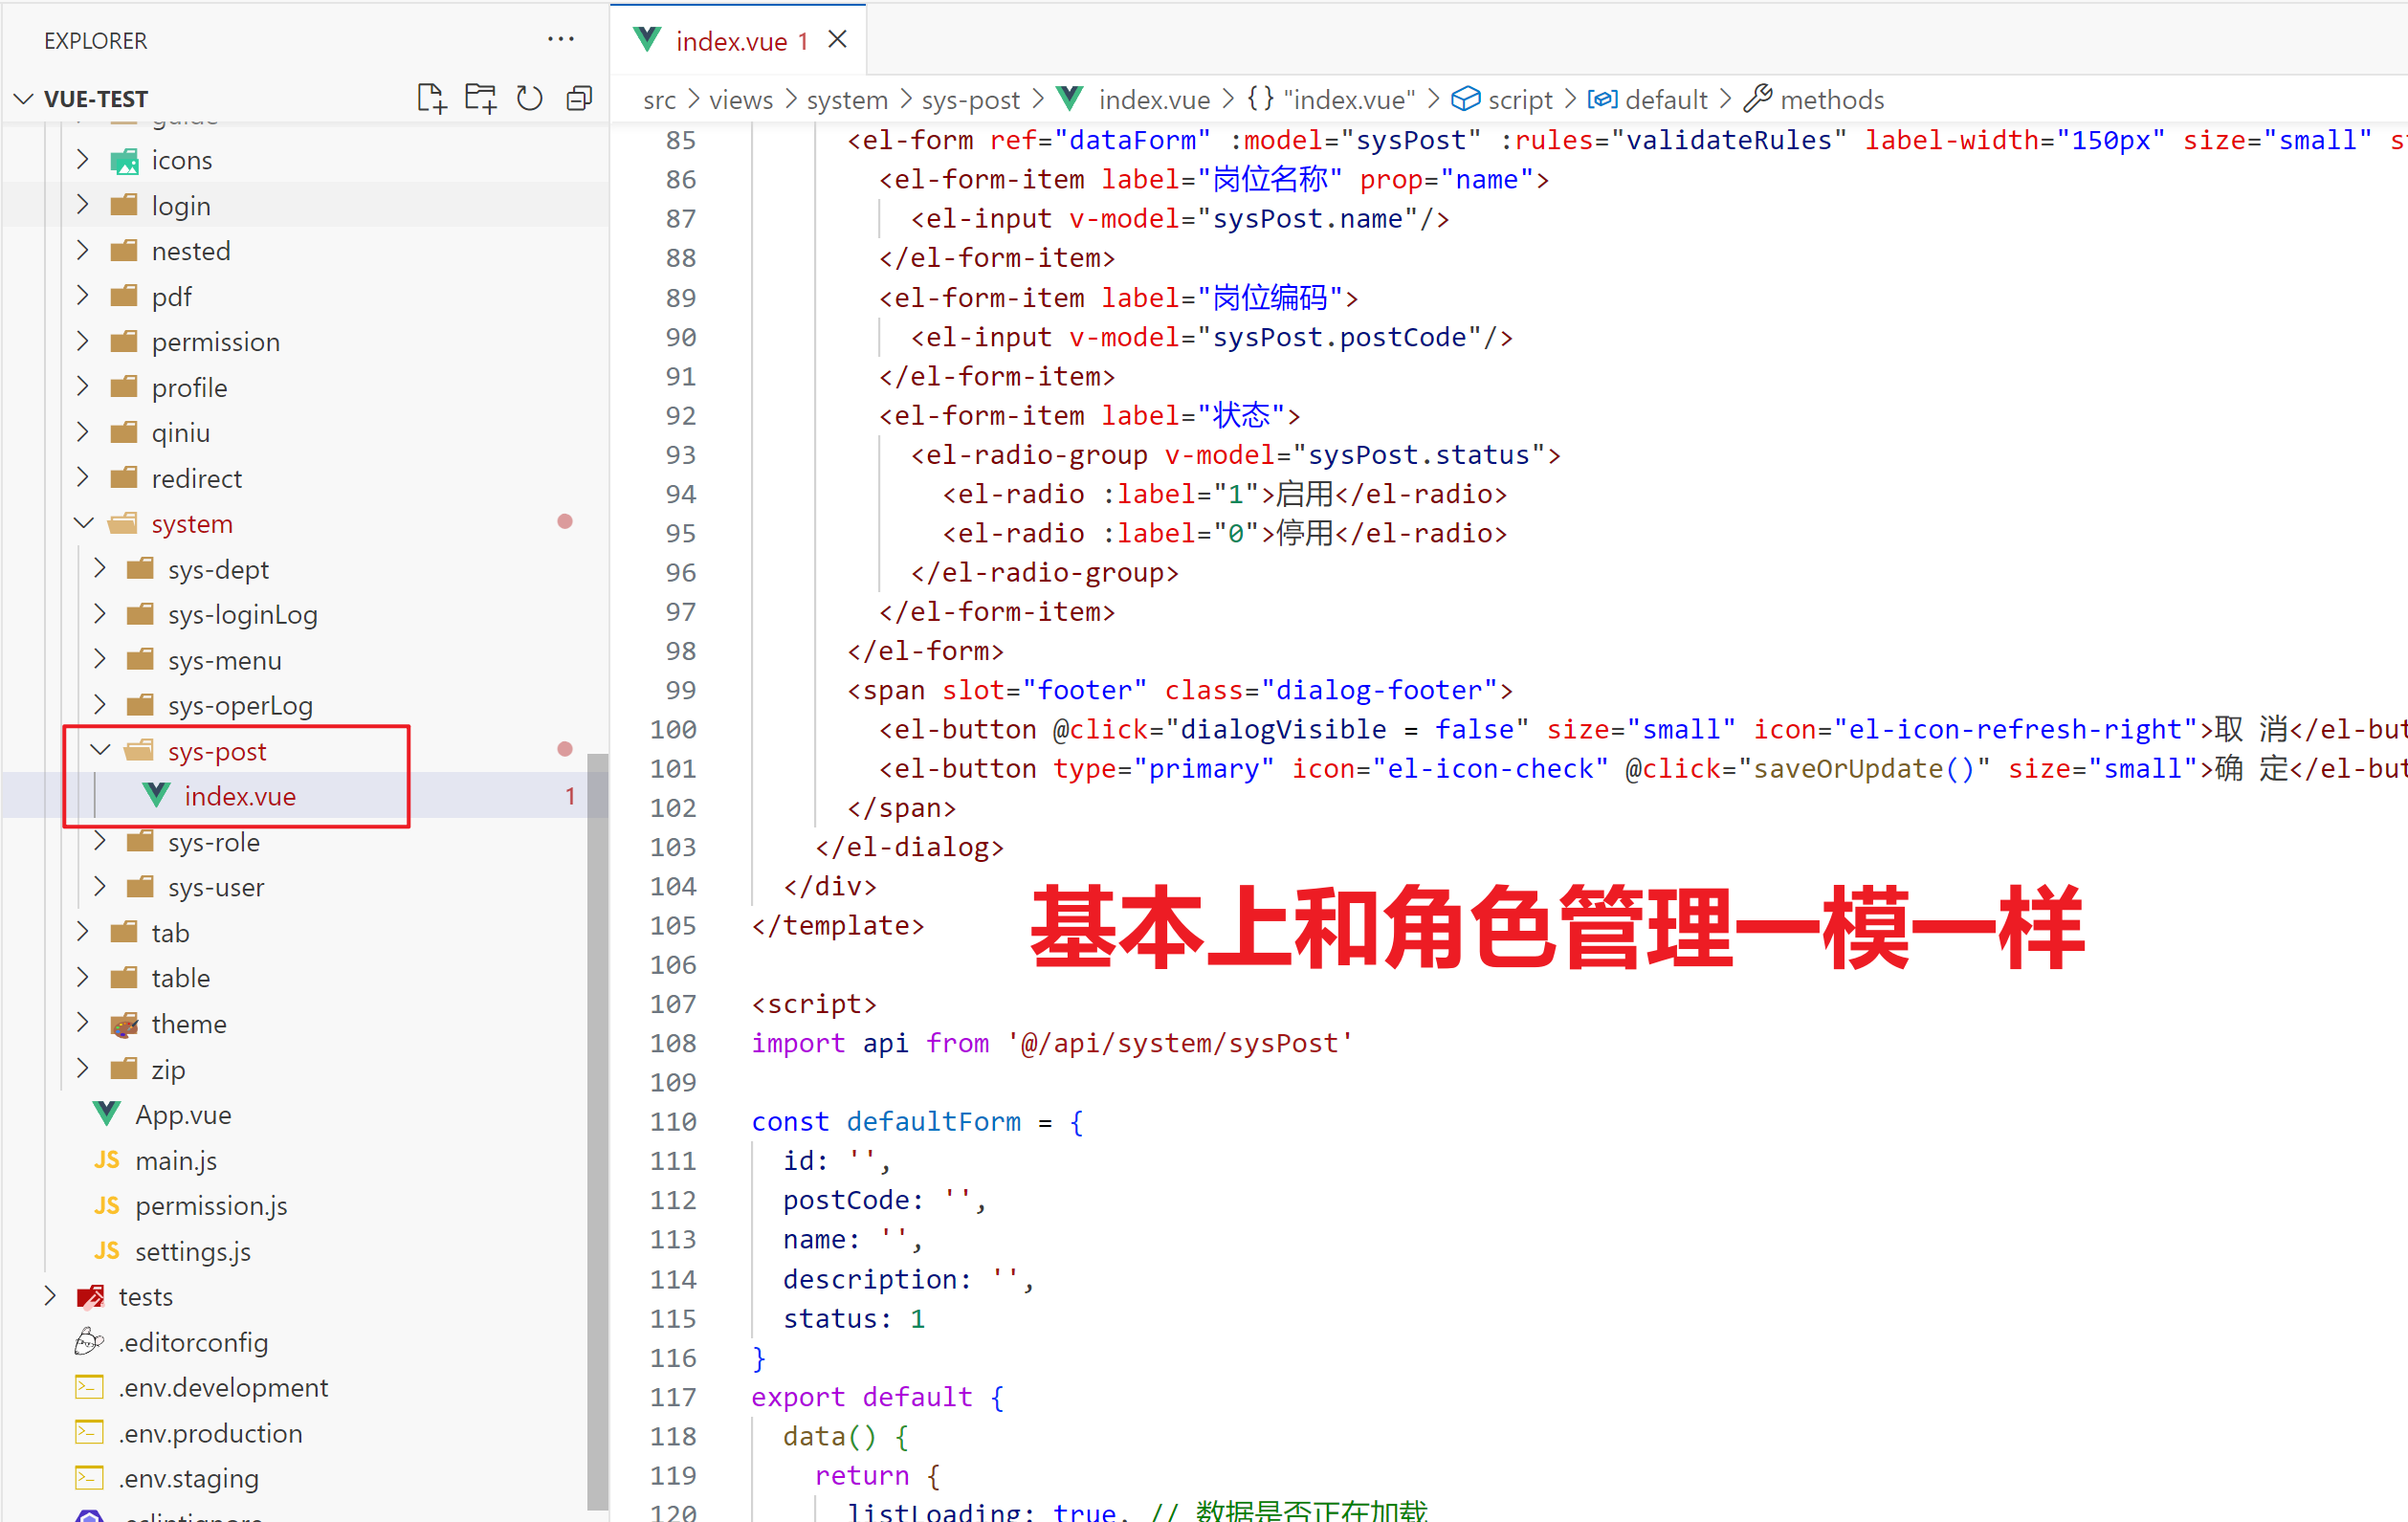 EXPLORER
VUE-TEST
guide
icons
login
nested
pdf
permission
profile
qiniu
redirect
system
sys-dept
sys-loginLog
sys-menu
sys-operLog
sys-post
index.vue 1
sys-role
sys-user
tab
table
theme
zip
App.vue
JS main.js
JS permission.js
JS settings.js
tests
.editorconfig
.env.development
.env.production
.env.staging
index.vue 1
src > views > system > sys-post > index.vue > {} "index.vue" > script > default > methods
85 <el-form ref="dataForm" :model="sysPost" :rules="validateRules" label-width="150px" size="small"
86 <el-form-item label="岗位名称" prop="name">
87 <el-input v-model="sysPost.name"/>
88 </el-form-item>
89 <el-form-item label="岗位编码">
90 <el-input v-model="sysPost.postCode"/>
91 </el-form-item>
92 <el-form-item label="状态">
93 <el-radio-group v-model="sysPost.status">
94 <el-radio :label="1">启用</el-radio>
95 <el-radio :label="0">停用</el-radio>
96 </el-radio-group>
97 </el-form-item>
98 </el-form>
99 <span slot="footer" class="dialog-footer">
100 <el-button @click="dialogVisible = false" size="small" icon="el-icon-refresh-right">取 消</el-but
101 <el-button type="primary" icon="el-icon-check" @click="saveOrUpdate()" size="small">确 定</el-but
102 </span>
103 </el-dialog>
104 </div>
105 </template>
基本上和角色管理一模一样
106
107 <script>
108 import api from '@/api/system/sysPost'
109
110 const defaultForm = {
111 id: '',
112 postCode: '',
113 name: '',
114 description: '',
115 status: 1
116 }
117 export default {
118 data() {
119 return {
120 listLoading: true, // 数据是否正在加载